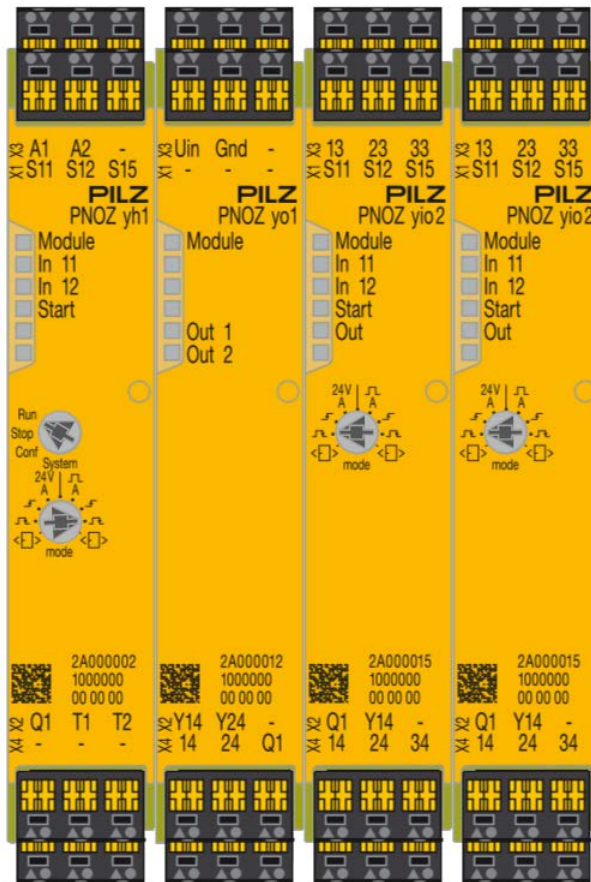 X3 A1 A2 -
X1 S11 S12 S15
PILZ
PNOZ yh1
Module
In 11
In 12
Start
Run
Stop
Conf
System
24V
A
mode
2A000002
1000000
00 00 00
X2 Q1 T1 T2
X4 - - -
X3 Uin Gnd -
X1 - - -
PILZ
PNOZ yo1
Module
Out 1
Out 2
2A000012
1000000
00 00 00
X2 Y14 Y24 -
X4 14 24 Q1
X3 13 23 33
X1 S11 S12 S15
PILZ
PNOZ yio2
Module
In 11
In 12
Start
Out
24V
A A
mode
2A000015
1000000
00 00 00
X2 Q1 Y14 -
X4 14 24 34
X3 13 23 33
X1 S11 S12 S15
PILZ
PNOZ yio2
Module
In 11
In 12
Start
Out
24V
A A
mode
2A000015
1000000
00 00 00
X2 Q1 Y14 -
X4 14 24 34